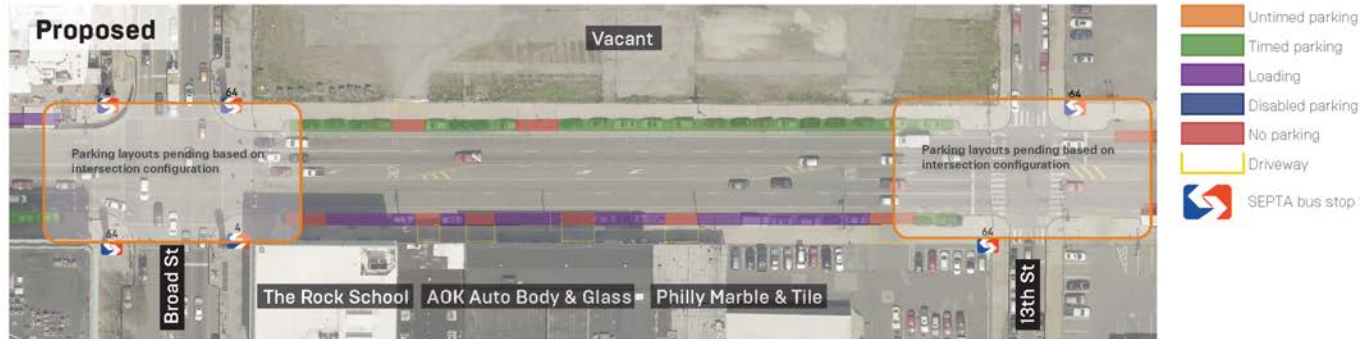 Proposed
Vacant
4
64
64
Parking layouts pending based on
intersection configuration
Parking layouts pending based on
intersection configuration
64
4
64
Broad St
The Rock School
AOK Auto Body & Glass
Philly Marble & Tile
13th St
Untimed parking
Timed parking
Loading
Disabled parking
No parking
Driveway
SEPTA bus stop